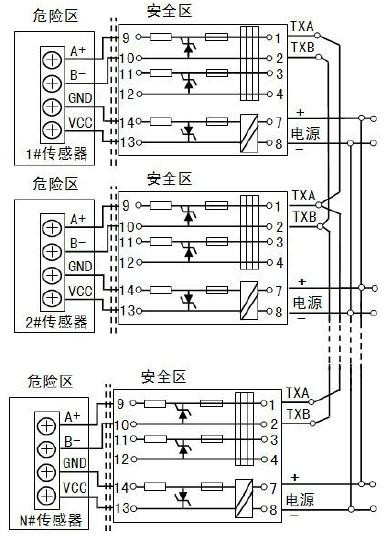 危险区 安全区
A+ 9 1 TXA
B- 10 2 TXB
11 3
GND 12 4
VCC 14 7 +
13 8 电源
1#传感器 −
危险区 安全区
A+ 9 1 TXA
B- 10 2 TXB
11 3
GND 12 4
VCC 14 7 +
13 8 电源
2#传感器 −
危险区 安全区
A+ 9 1 TXA
B- 10 2 TXB
11 3
GND 12 4
VCC 14 7 +
13 8 电源
N#传感器 −